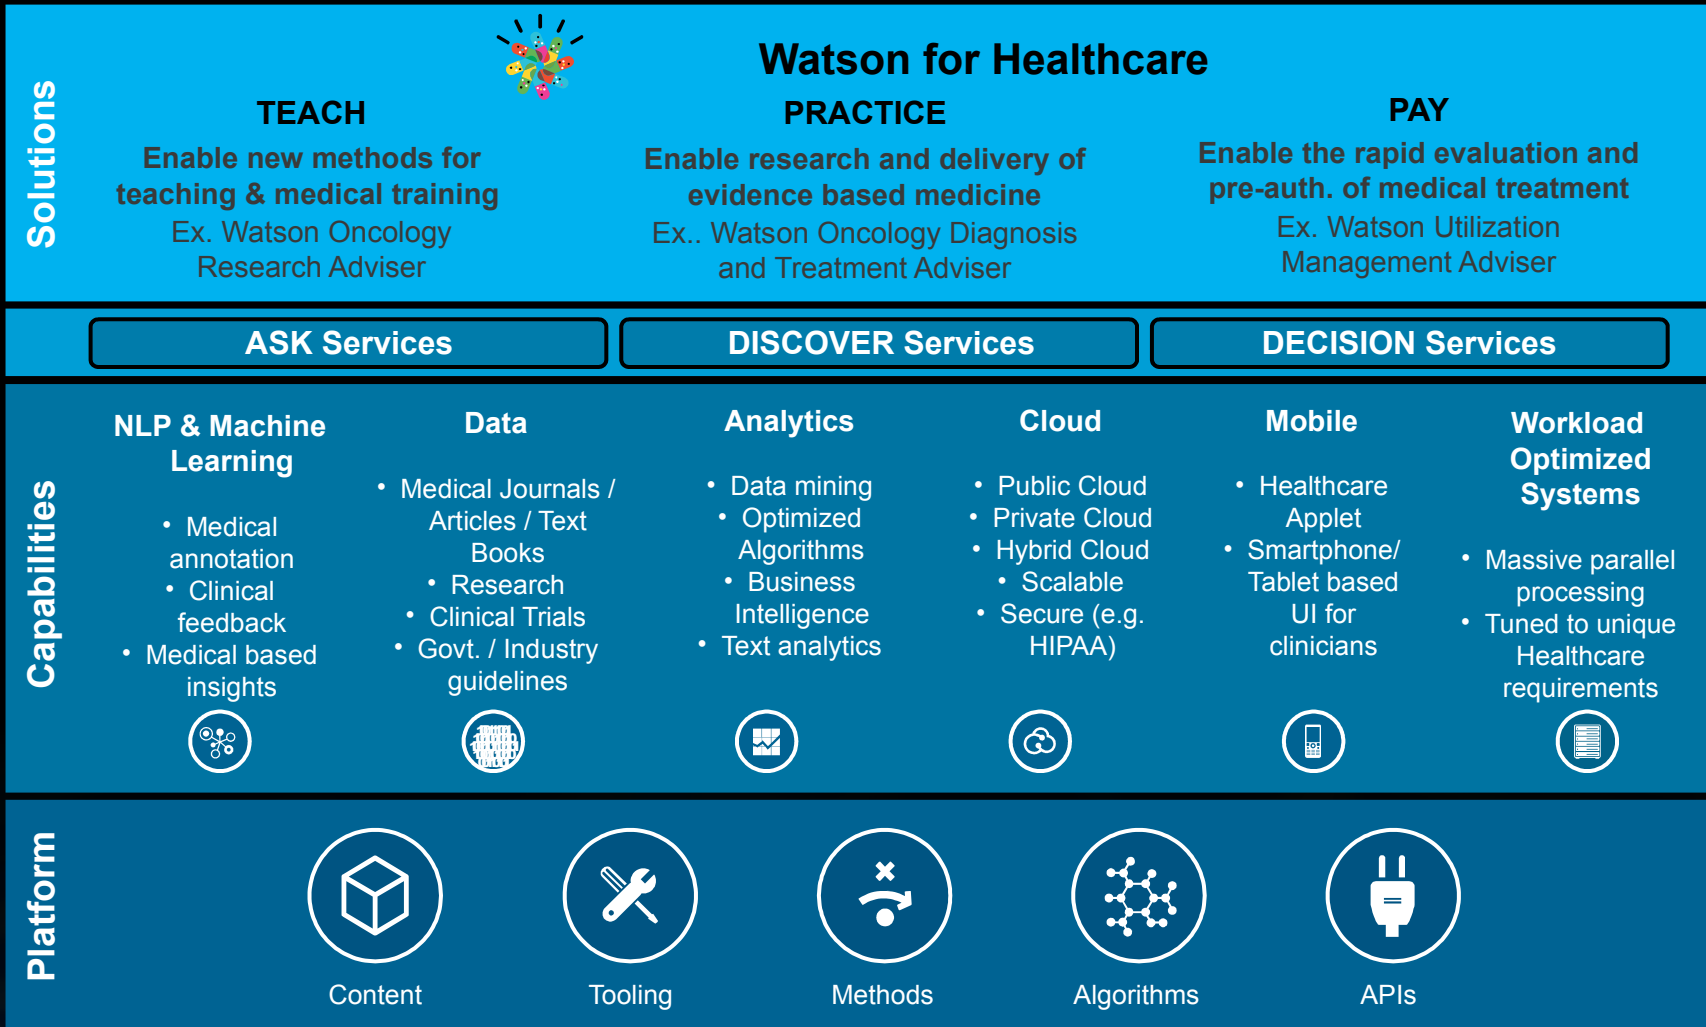 Solutions
Watson for Healthcare
TEACH
Enable new methods for
teaching & medical training
Ex. Watson Oncology
Research Adviser
PRACTICE
Enable research and delivery of
evidence based medicine
Ex.. Watson Oncology Diagnosis
and Treatment Adviser
PAY
Enable the rapid evaluation and
pre-auth. of medical treatment
Ex. Watson Utilization
Management Adviser
ASK Services
DISCOVER Services
DECISION Services
Capabilities
NLP & Machine
Learning
• Medical
annotation
• Clinical
feedback
• Medical based
insights
Data
• Medical Journals /
Articles / Text
Books
• Research
• Clinical Trials
• Govt. / Industry
guidelines
Analytics
• Data mining
• Optimized
Algorithms
• Business
Intelligence
• Text analytics
Cloud
• Public Cloud
• Private Cloud
• Hybrid Cloud
• Scalable
• Secure (e.g.
HIPAA)
Mobile
• Healthcare
Applet
• Smartphone/
Tablet based
UI for
clinicians
Workload
Optimized
Systems
• Massive parallel
processing
• Tuned to unique
Healthcare
requirements
Platform
Content
Tooling
Methods
Algorithms
APIs